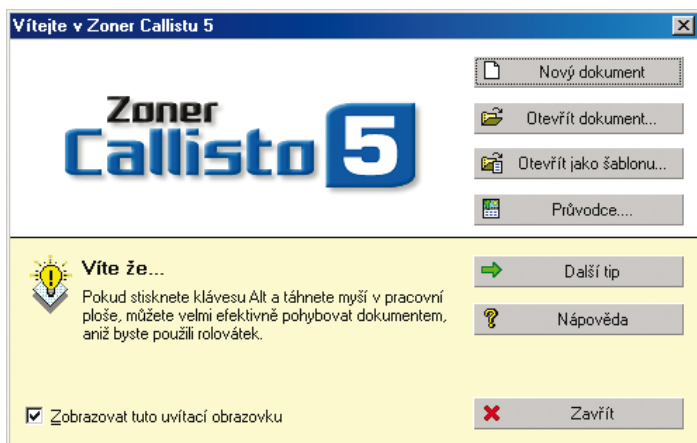 Vítejte v Zoner Callistu 5
Nový dokument
Zoner
Callisto 5
Otevřít dokument...
Otevřít jako šablonu...
Průvodce....
Víte že...
Pokud stisknete klávesu Alt a táhnete myší v pracovní
ploše, můžete velmi efektivně pohybovat dokumentem,
aniž byste použili rolovátek.
Další tip
Nápověda
Zobrazovat tuto uvítací obrazovku
Zavřít